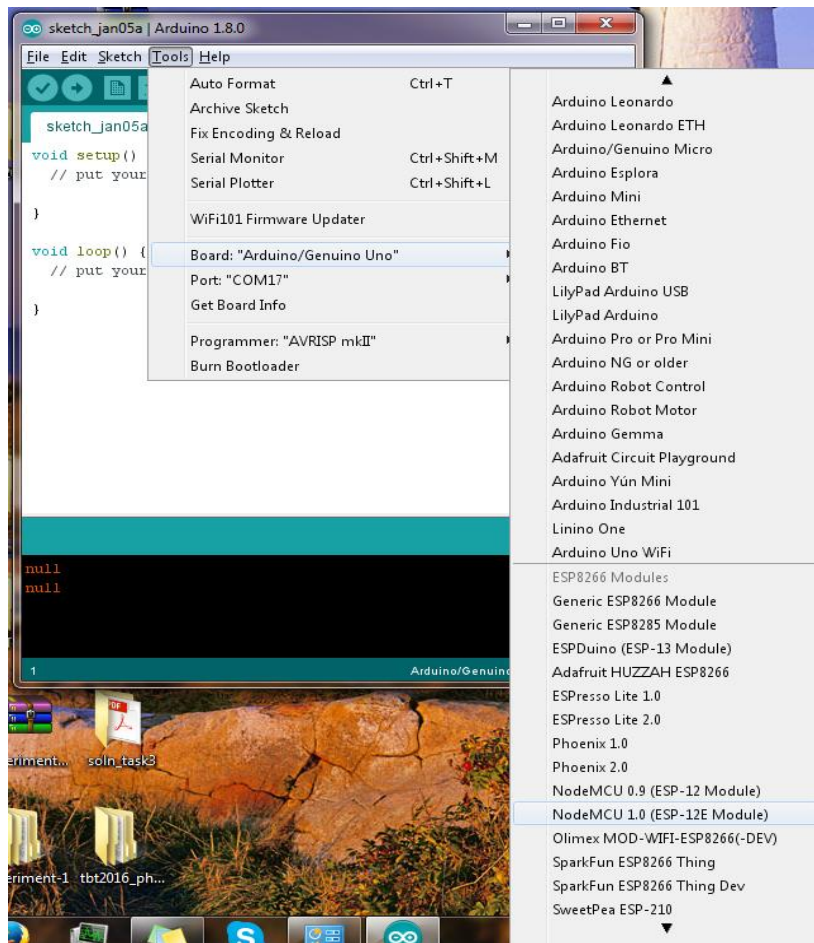 sketch_jan05a | Arduino 1.8.0
File Edit Sketch Tools Help
sketch_jan05a
void setup()
// put your
}
void loop() {
// put your
}
Auto Format Ctrl+T
Archive Sketch
Fix Encoding & Reload
Serial Monitor Ctrl+Shift+M
Serial Plotter Ctrl+Shift+L
WiFi101 Firmware Updater
Board: "Arduino/Genuino Uno"
Port: "COM17"
Get Board Info
Programmer: "AVRISP mkII"
Burn Bootloader
Arduino Leonardo
Arduino Leonardo ETH
Arduino/Genuino Micro
Arduino Esplora
Arduino Mini
Arduino Ethernet
Arduino Fio
Arduino BT
LilyPad Arduino USB
LilyPad Arduino
Arduino Pro or Pro Mini
Arduino NG or older
Arduino Robot Control
Arduino Robot Motor
Arduino Gemma
Adafruit Circuit Playground
Arduino Yún Mini
Arduino Industrial 101
Linino One
Arduino Uno WiFi
ESP8266 Modules
Generic ESP8266 Module
Generic ESP8285 Module
ESPDuino (ESP-13 Module)
Adafruit HUZZAH ESP8266
ESPresso Lite 1.0
ESPresso Lite 2.0
Phoenix 1.0
Phoenix 2.0
NodeMCU 0.9 (ESP-12 Module)
NodeMCU 1.0 (ESP-12E Module)
Olimex MOD-WIFI-ESP8266(-DEV)
SparkFun ESP8266 Thing
SparkFun ESP8266 Thing Dev
SweetPea ESP-210
null
null
1 Arduino/Genuino
eriment... soln_task3
eriment-1 tbt2016_ph...